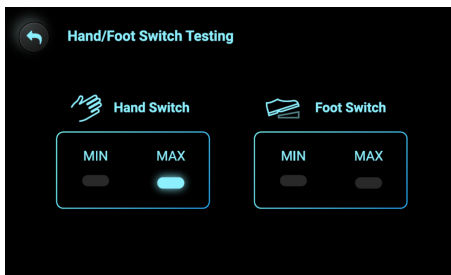 Hand/Foot Switch Testing
Hand Switch
Foot Switch
MIN MAX
MIN MAX